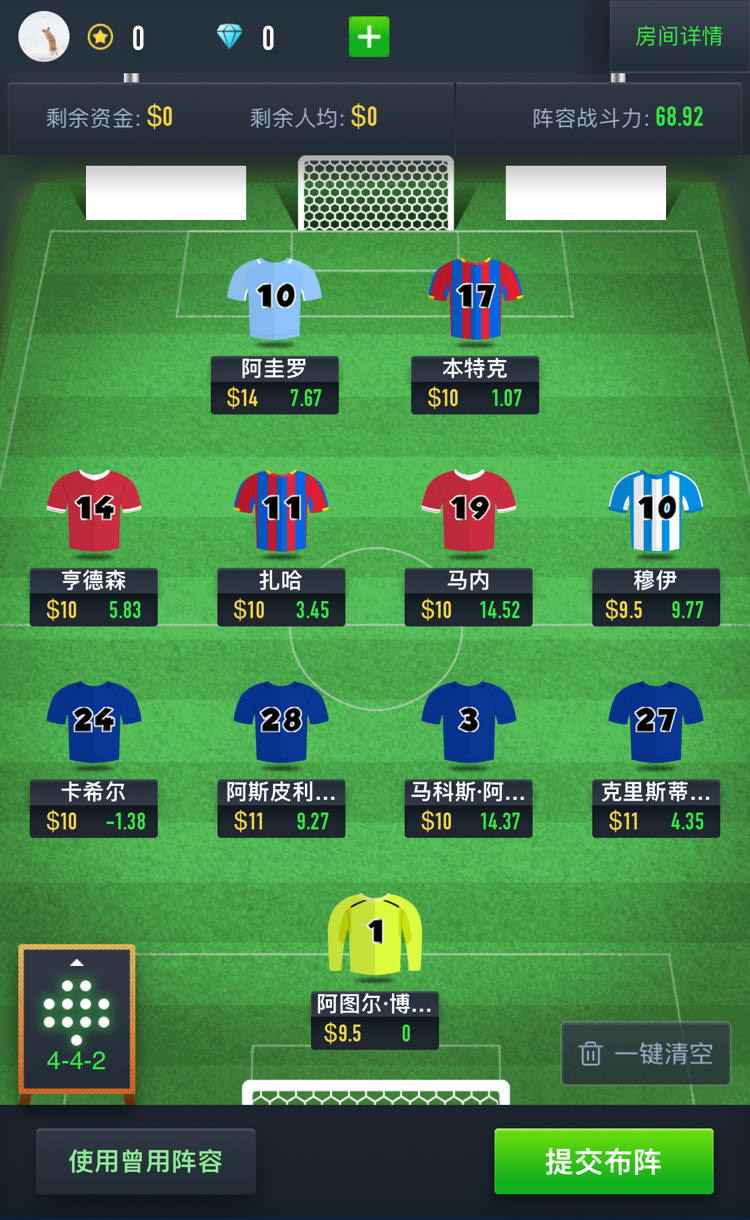 0 0 房间详情
剩余资金: $0 剩余人均: $0 阵容战斗力: 68.92
10 17
阿圭罗 本特克
$14 7.67 $10 1.07
14 11 19 10
亨德森 扎哈 马内 穆伊
$10 5.83 $10 3.45 $10 14.52 $9.5 9.77
24 28 3 27
卡希尔 阿斯皮利... 马科斯·阿... 克里斯蒂...
$10 -1.38 $11 9.27 $10 14.37 $11 4.35
1
阿图尔·博...
$9.5 0
4-4-2 一键清空
使用曾用阵容 提交布阵